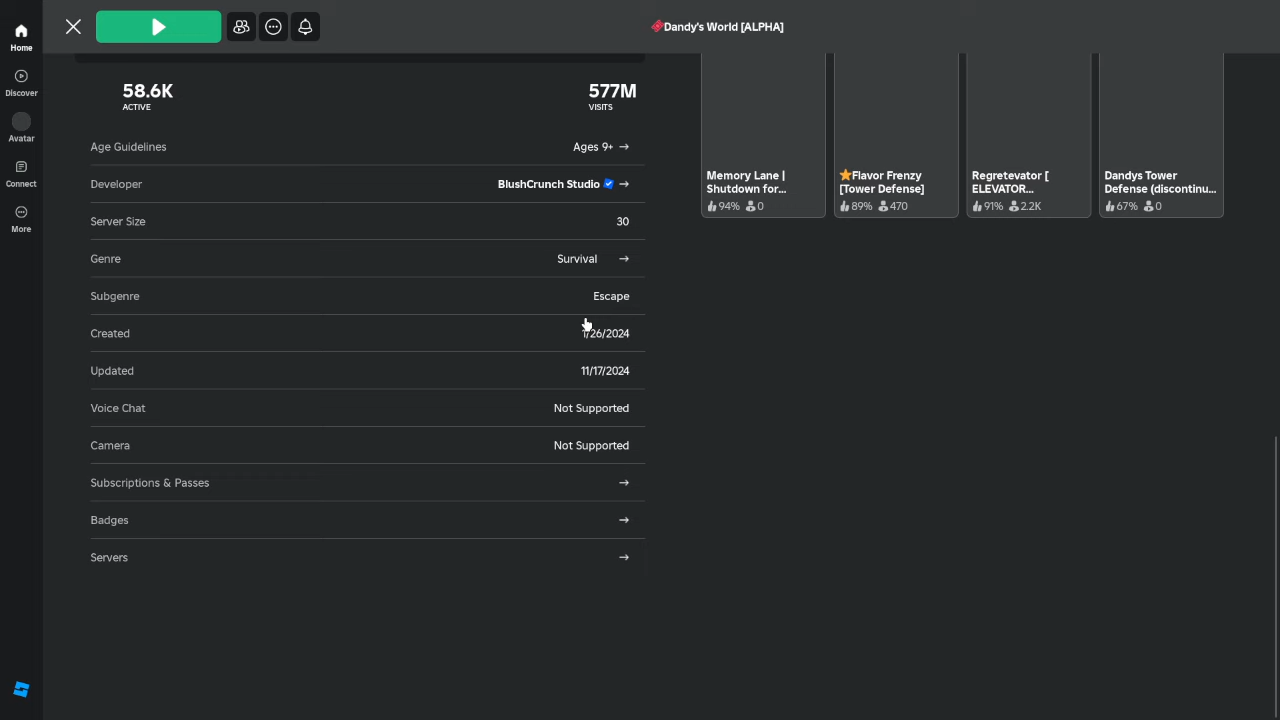 Dandy's World [ALPHA]
Home
Discover
Avatar
Connect
More
58.6K
ACTIVE
577M
VISITS
Age Guidelines
Ages 9+
Developer
BlushCrunch Studio
Server Size
30
Genre
Survival
Subgenre
Escape
Created
1/26/2024
Updated
11/17/2024
Voice Chat
Not Supported
Camera
Not Supported
Subscriptions & Passes
Badges
Servers
Memory Lane |
Shutdown for...
94% 0
Flavor Frenzy
[Tower Defense]
89% 470
Regretevator [
ELEVATOR...
91% 2.2K
Dandys Tower
Defense (discontinu...
67% 0